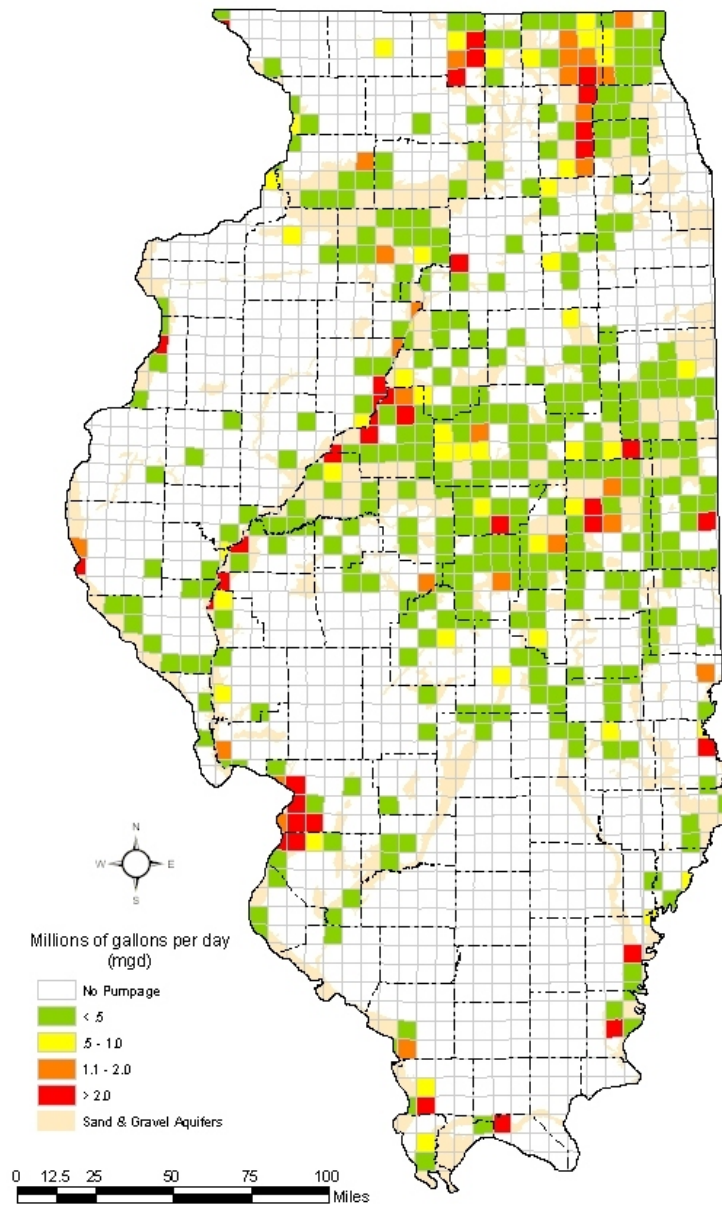 N
W
E
S
Millions of gallons per day
(mgd)
No Pumpage
< .5
.5 - 1.0
1.1 - 2.0
> 2.0
Sand & Gravel Aquifers
0 12.5 25 50 75 100
Miles